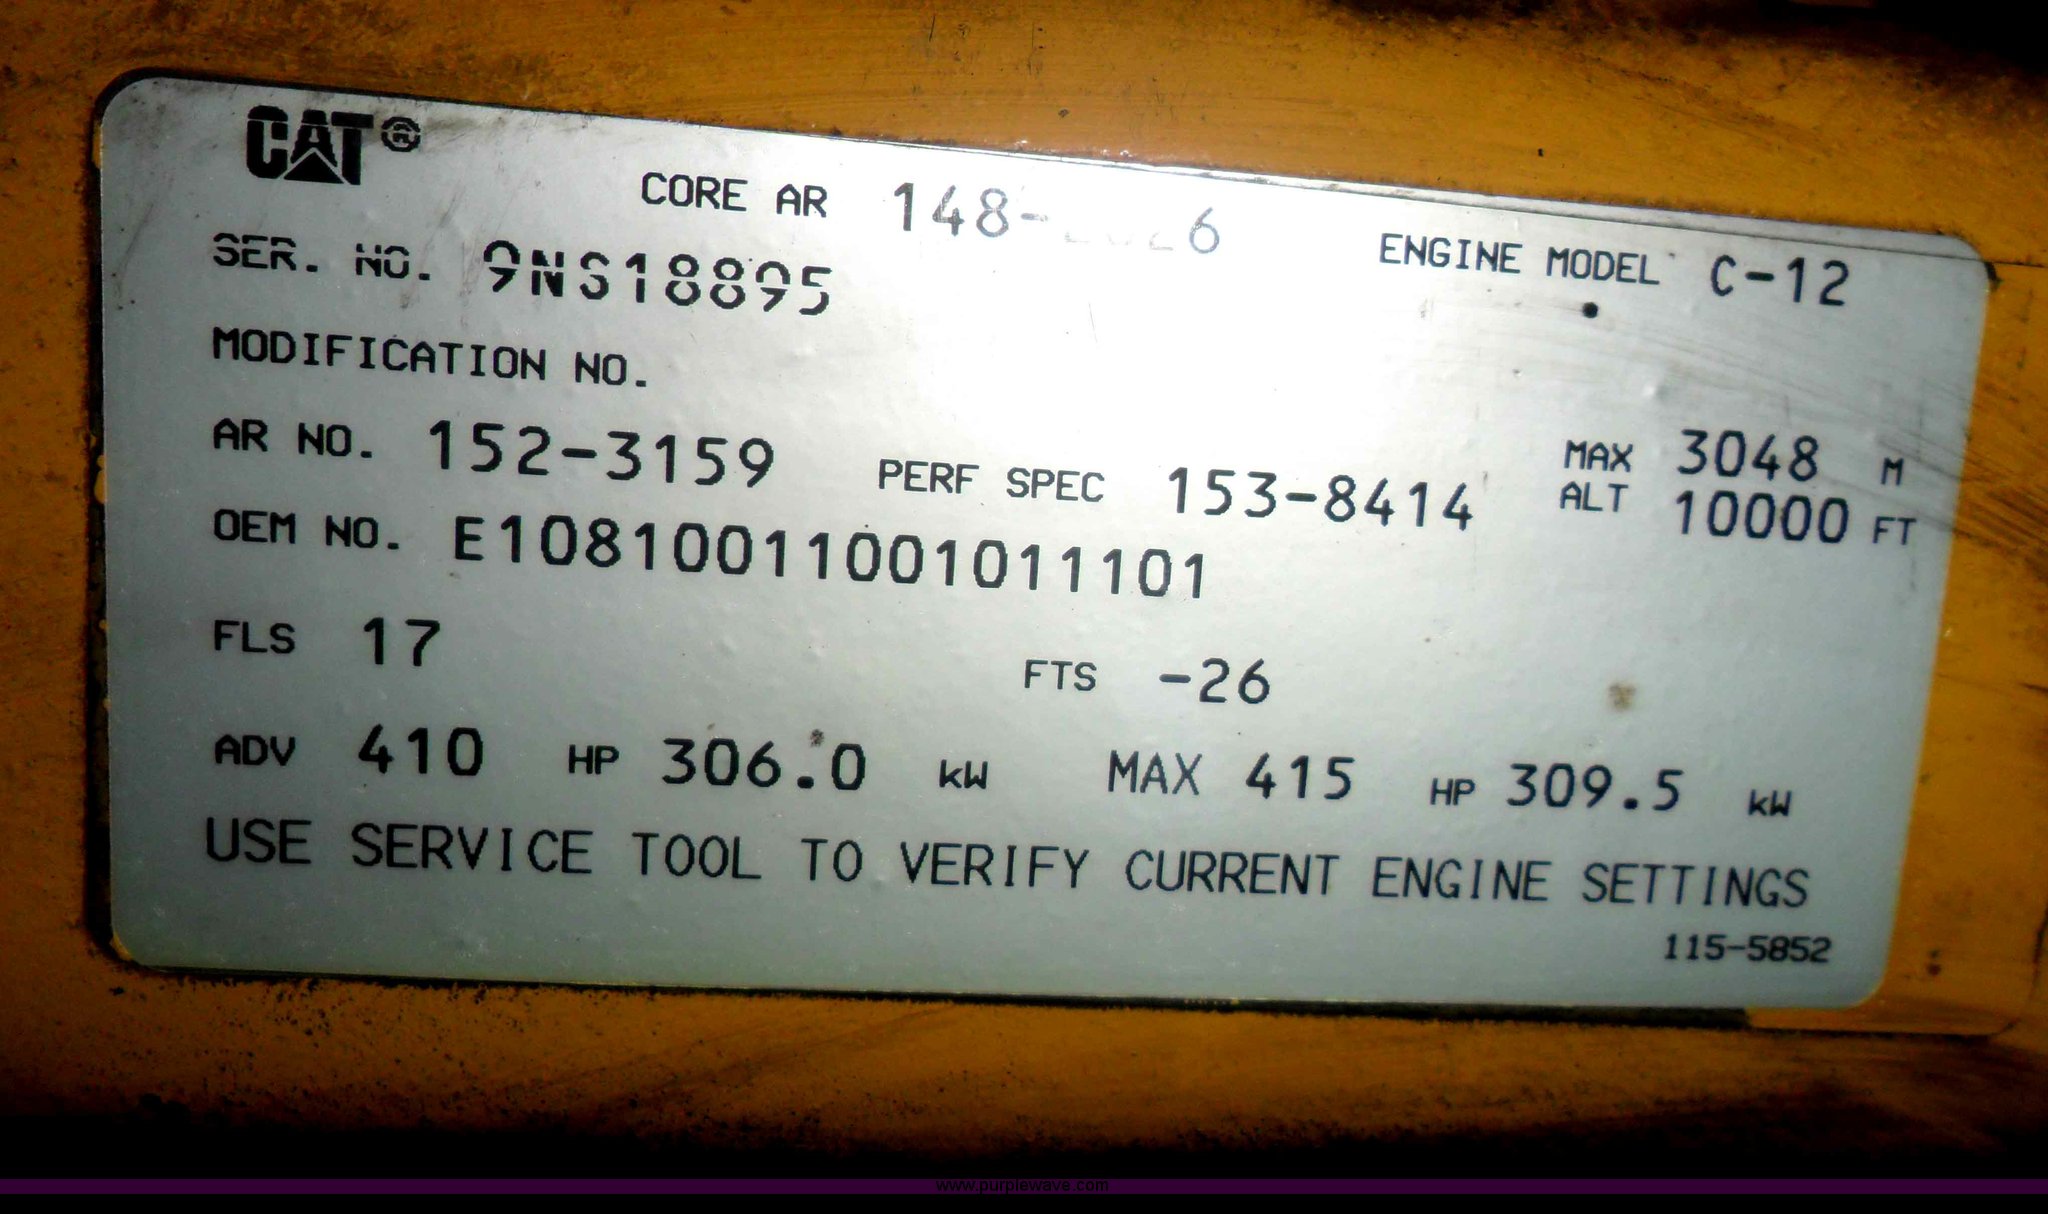 CAT®
CORE AR
ENGINE MODEL C-12
SER. NO. 9NS18895
MODIFICATION NO.
AR NO. 152-3159 PERF SPEC 153-8414
MAX ALT 3048 M
10000 FT
OEM NO. E10810011001011101
FLS 17 FTS -26
ADV 410 HP 306.0 kW MAX 415 HP 309.5 kW
USE SERVICE TOOL TO VERIFY CURRENT ENGINE SETTINGS
115-5852
www.purplewave.com